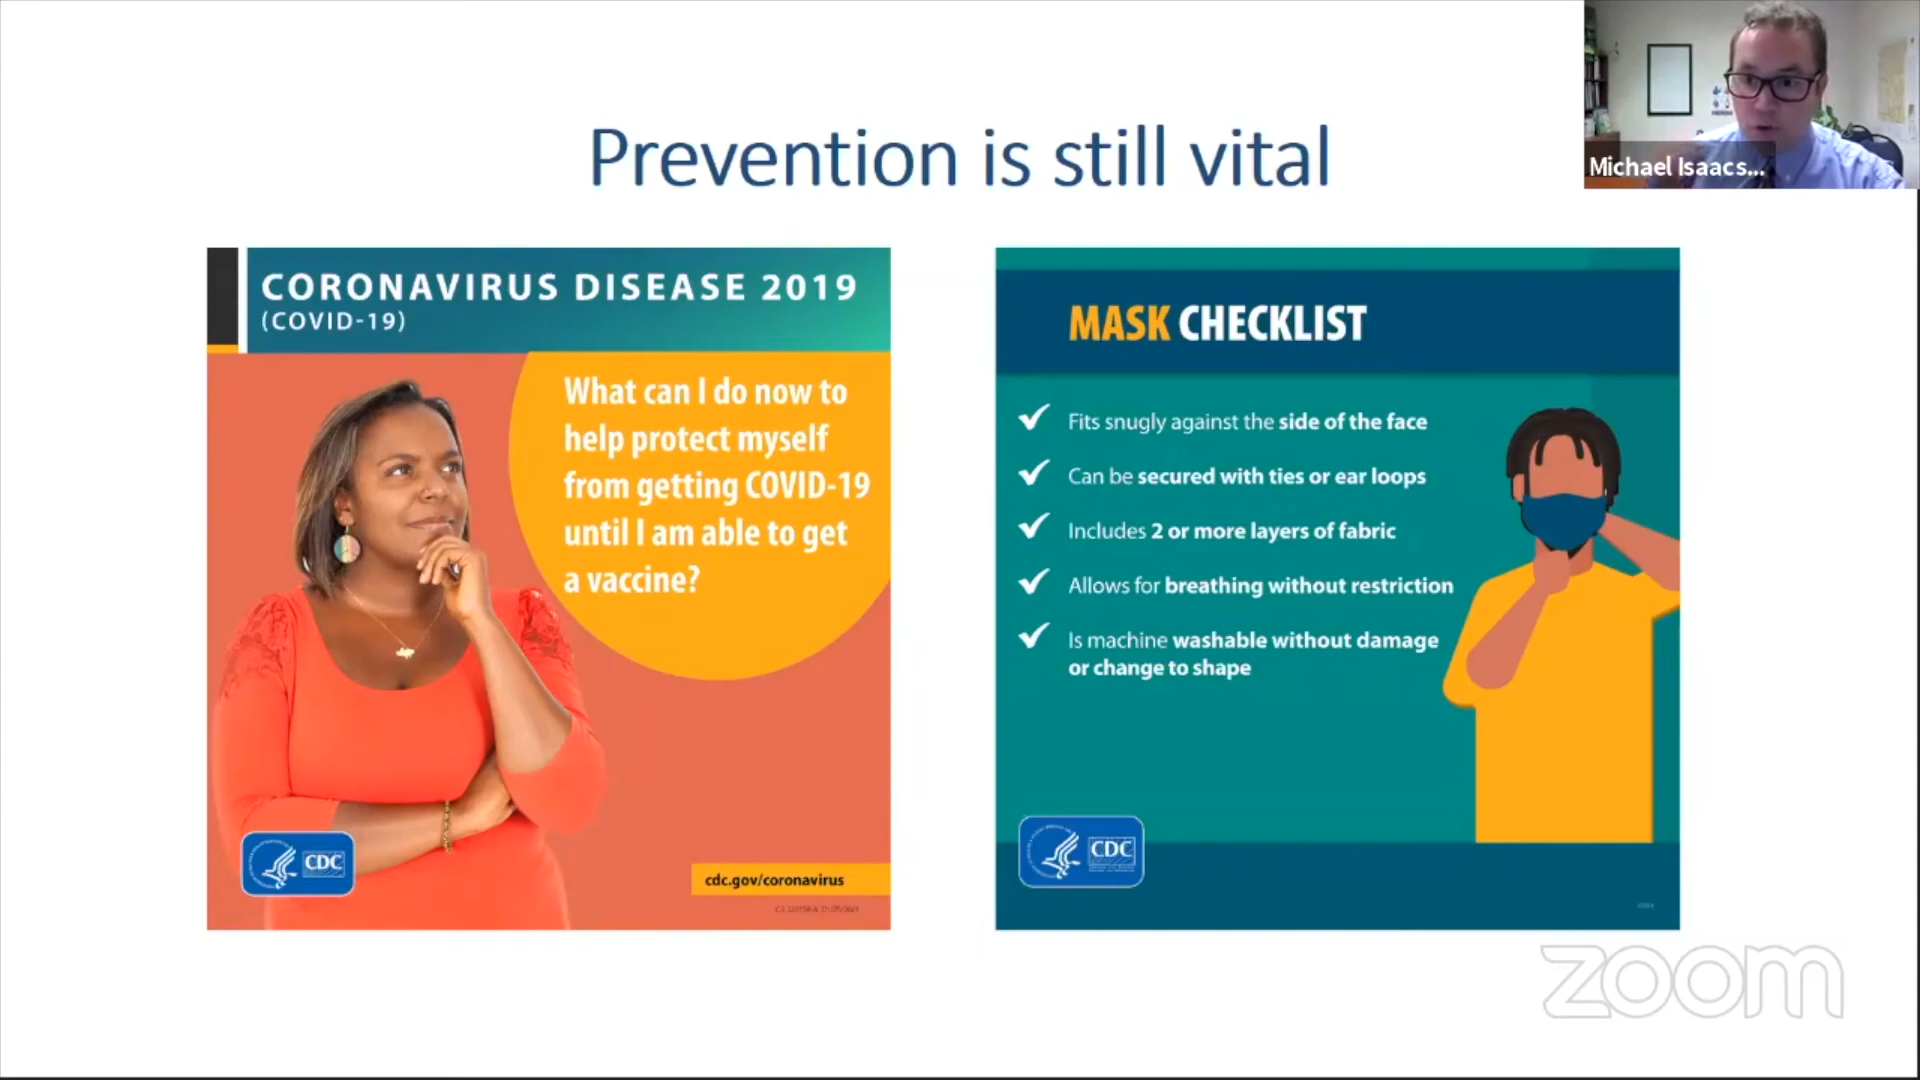 Prevention is still vital
Michael Isaacs...
CORONAVIRUS DISEASE 2019
(COVID-19)
What can I do now to
help protect myself
from getting COVID-19
until I am able to get
a vaccine?
CDC
cdc.gov/coronavirus
MASK CHECKLIST
Fits snugly against the side of the face
Can be secured with ties or ear loops
Includes 2 or more layers of fabric
Allows for breathing without restriction
Is machine washable without damage
or change to shape
CDC
zoom